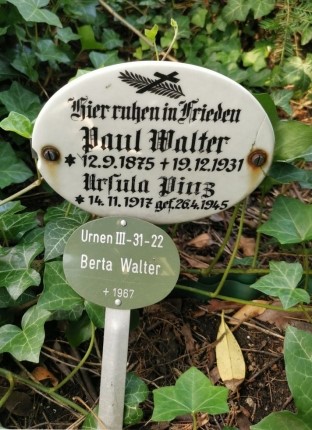 Hier ruhen in Frieden
Paul Walter
* 12.9.1875 + 19.12.1931
Ursula Pinz
* 14.11.1917 gef. 26.4.1945
Urnen III-31-22
Berta Walter
+ 1967